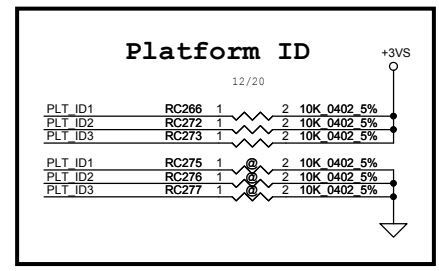 Platform ID
+3VS
12/20
PLT_ID1 RC266 1 2 10K_0402_5%
PLT_ID2 RC272 1 2 10K_0402_5%
PLT_ID3 RC273 1 2 10K_0402_5%
PLT_ID1 RC275 1 @ 2 10K_0402_5%
PLT_ID2 RC276 1 @ 2 10K_0402_5%
PLT_ID3 RC277 1 @ 2 10K_0402_5%